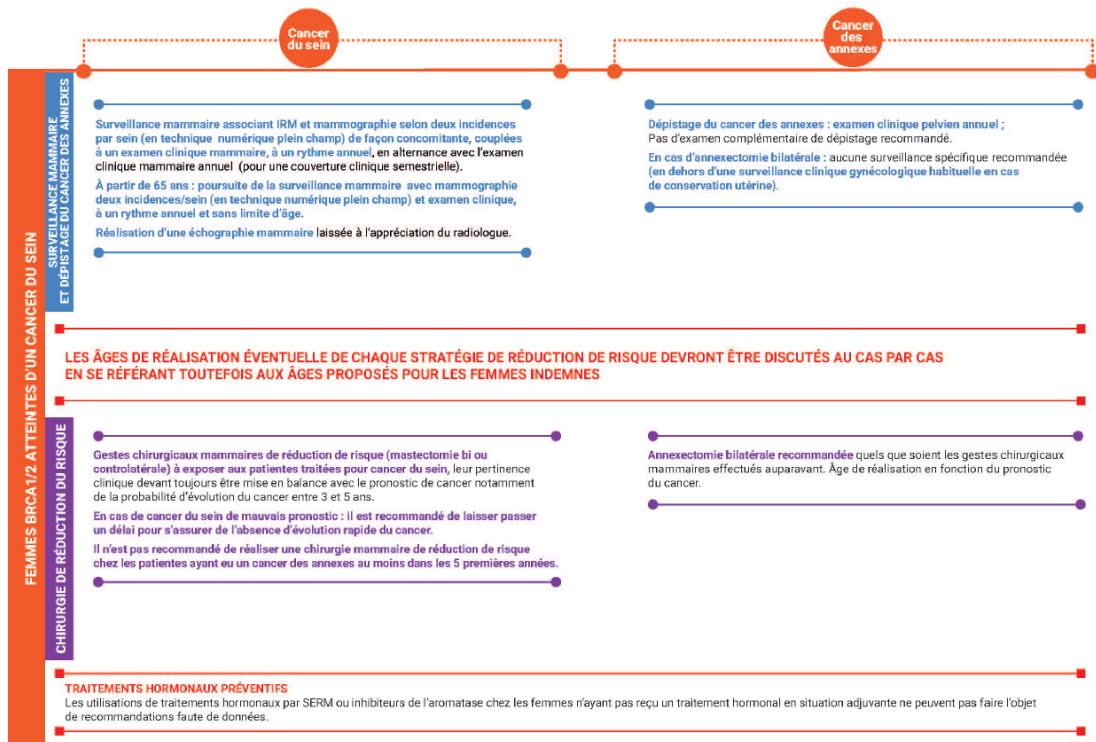 Cancer
du sein
Cancer
des
annexes
FEMMES BRCA1/2 ATTEINTES D'UN CANCER DU SEIN
SURVEILLANCE MAMMAIRE
ET DÉPISTAGE DU CANCER DES ANNEXES
Surveillance mammaire associant IRM et mammographie selon deux incidences
par sein (en technique numérique plein champ) de façon concomitante, couplées
à un examen clinique mammaire, à un rythme annuel, en alternance avec l'examen
clinique mammaire annuel (pour une couverture clinique semestrielle).
À partir de 65 ans : poursuite de la surveillance mammaire avec mammographie
deux incidences/sein (en technique numérique plein champ) et examen clinique,
à un rythme annuel et sans limite d'âge.
Réalisation d'une échographie mammaire laissée à l'appréciation du radiologue.
Dépistage du cancer des annexes : examen clinique pelvien annuel ;
Pas d'examen complémentaire de dépistage recommandé.
En cas d'annexectomie bilatérale : aucune surveillance spécifique recommandée
(en dehors d'une surveillance clinique gynécologique habituelle en cas
de conservation utérine).
LES ÂGES DE RÉALISATION ÉVENTUELLE DE CHAQUE STRATÉGIE DE RÉDUCTION DE RISQUE DEVRONT ÊTRE DISCUTÉS AU CAS PAR CAS
EN SE RÉFÉRANT TOUTEFOIS AUX ÂGES PROPOSÉS POUR LES FEMMES INDEMNES
CHIRURGIE DE RÉDUCTION DU RISQUE
Gestes chirurgicaux mammaires de réduction de risque (mastectomie bi ou
controlatérale) à exposer aux patientes traitées pour cancer du sein, leur pertinence
clinique devant toujours être mise en balance avec le pronostic de cancer notamment
de la probabilité d'évolution du cancer entre 3 et 5 ans.
En cas de cancer du sein de mauvais pronostic : il est recommandé de laisser passer
un délai pour s'assurer de l'absence d'évolution rapide du cancer.
Il n'est pas recommandé de réaliser une chirurgie mammaire de réduction de risque
chez les patientes ayant eu un cancer des annexes au moins dans les 5 premières années.
Annexectomie bilatérale recommandée quels que soient les gestes chirurgicaux
mammaires effectués auparavant. Âge de réalisation en fonction du pronostic
du cancer.
TRAITEMENTS HORMONAUX PRÉVENTIFS
Les utilisations de traitements hormonaux par SERM ou inhibiteurs de l'aromatase chez les femmes n'ayant pas reçu un traitement hormonal en situation adjuvante ne peuvent pas faire l'objet
de recommandations faute de données.